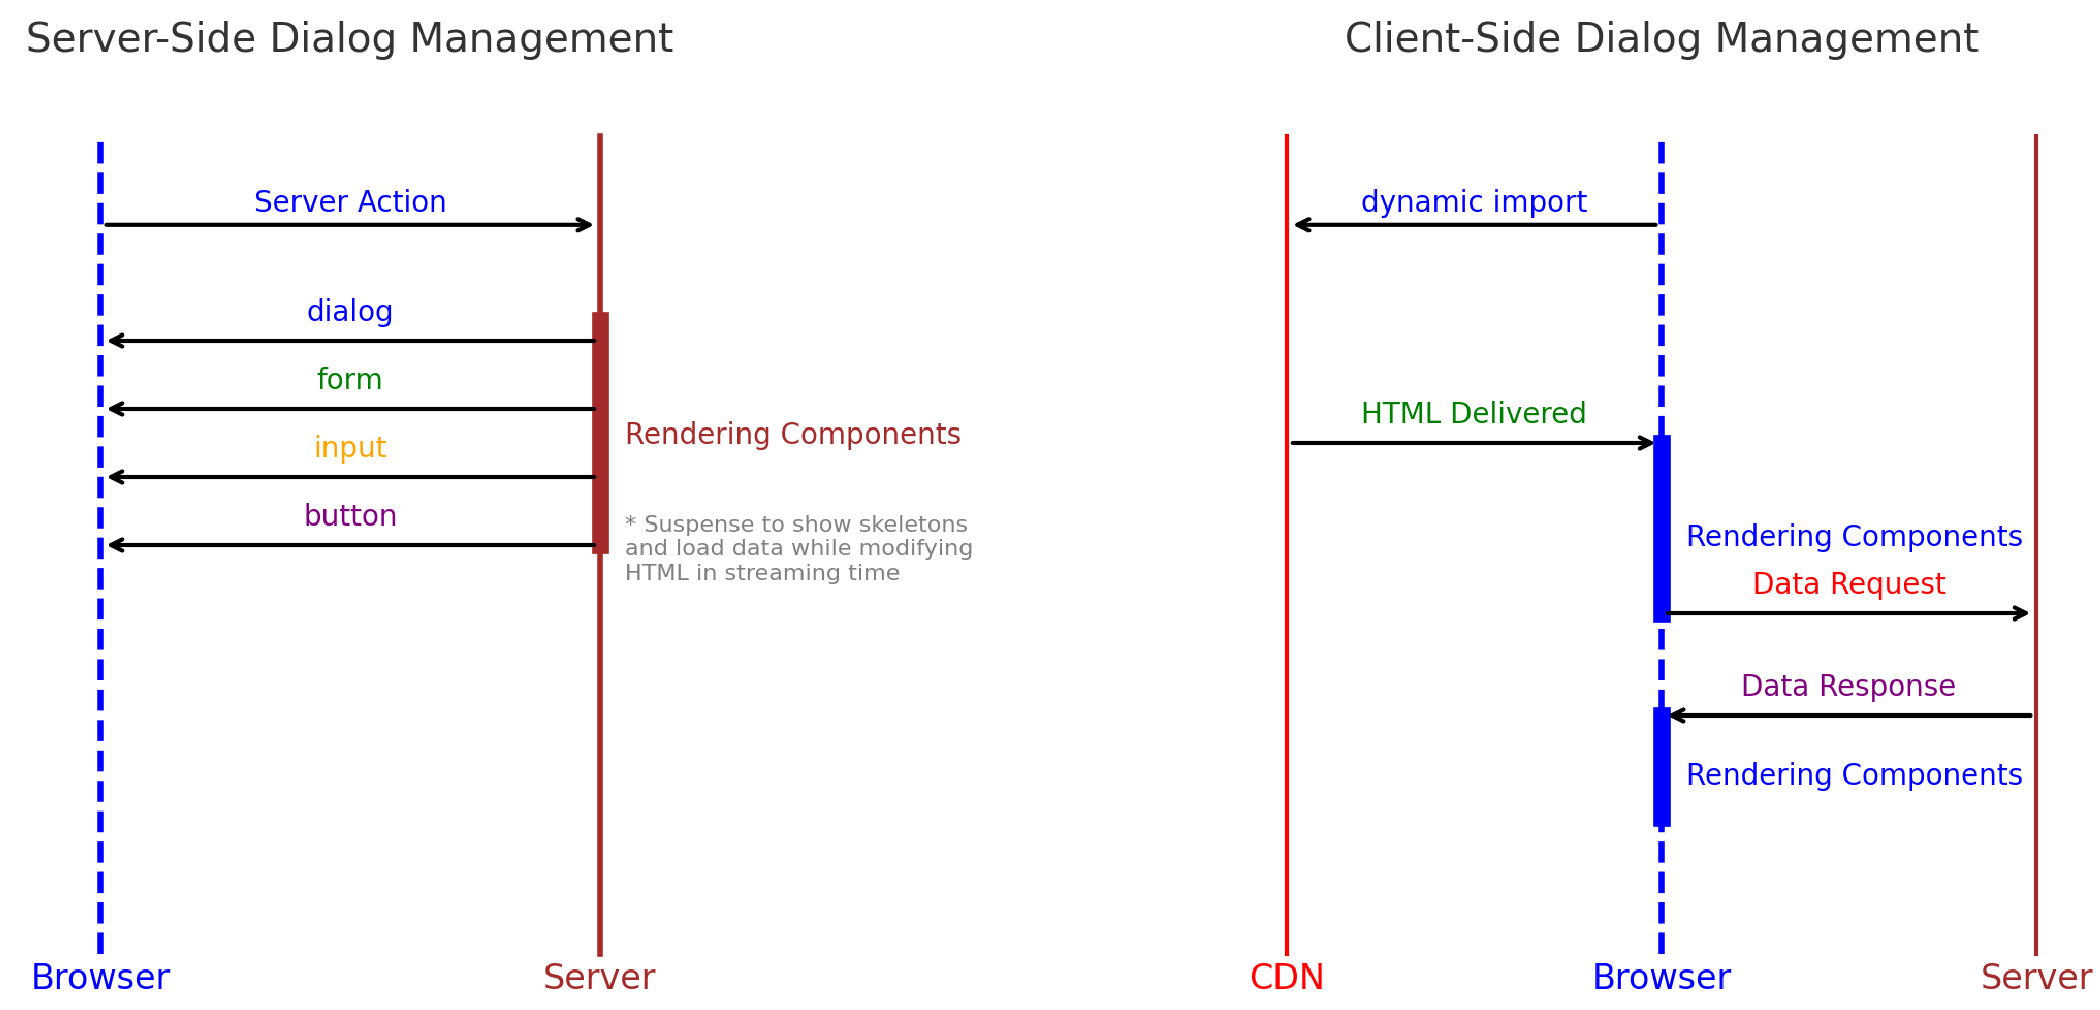 Server-Side Dialog Management
Server Action
dialog
form
input
button
Rendering Components
* Suspense to show skeletons
and load data while modifying
HTML in streaming time
Browser
Server
Client-Side Dialog Management
dynamic import
HTML Delivered
Rendering Components
Data Request
Data Response
Rendering Components
CDN
Browser
Server